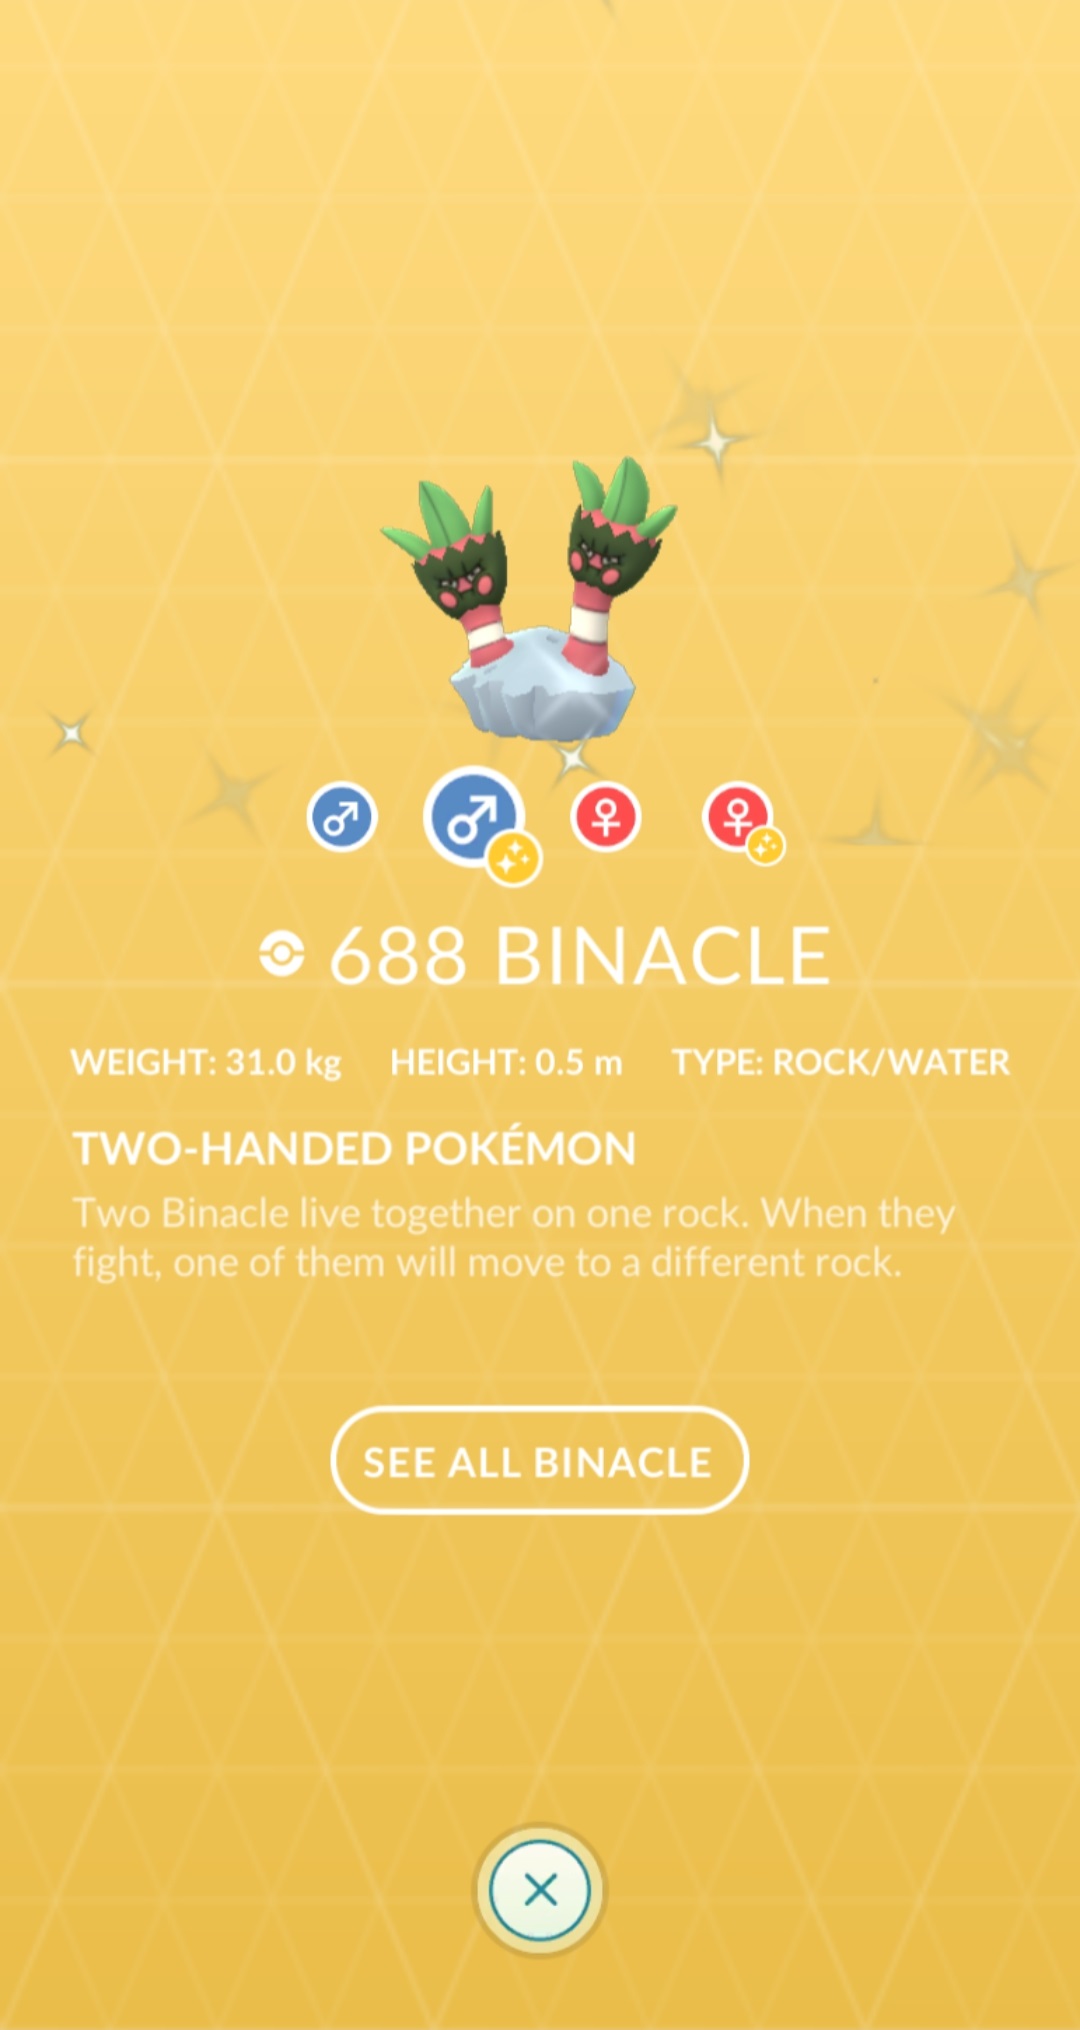 688 BINACLE
WEIGHT: 31.0 kg HEIGHT: 0.5 m TYPE: ROCK/WATER
TWO-HANDED POKÉMON
Two Binacle live together on one rock. When they
fight, one of them will move to a different rock.
SEE ALL BINACLE